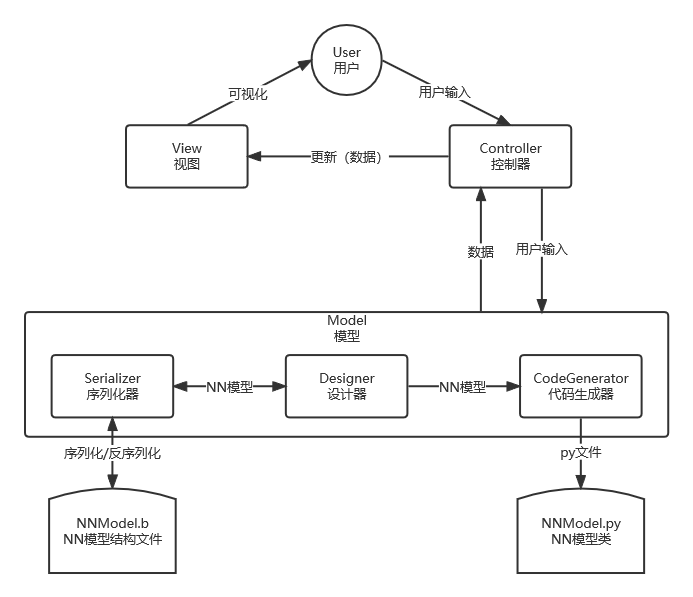 User
用户
可视化
用户输入
View
视图
更新（数据）
Controller
控制器
数据
用户输入
Model
模型
Serializer
序列化器
NN模型
Designer
设计器
NN模型
CodeGenerator
代码生成器
序列化/反序列化
py文件
NNModel.b
NN模型结构文件
NNModel.py
NN模型类